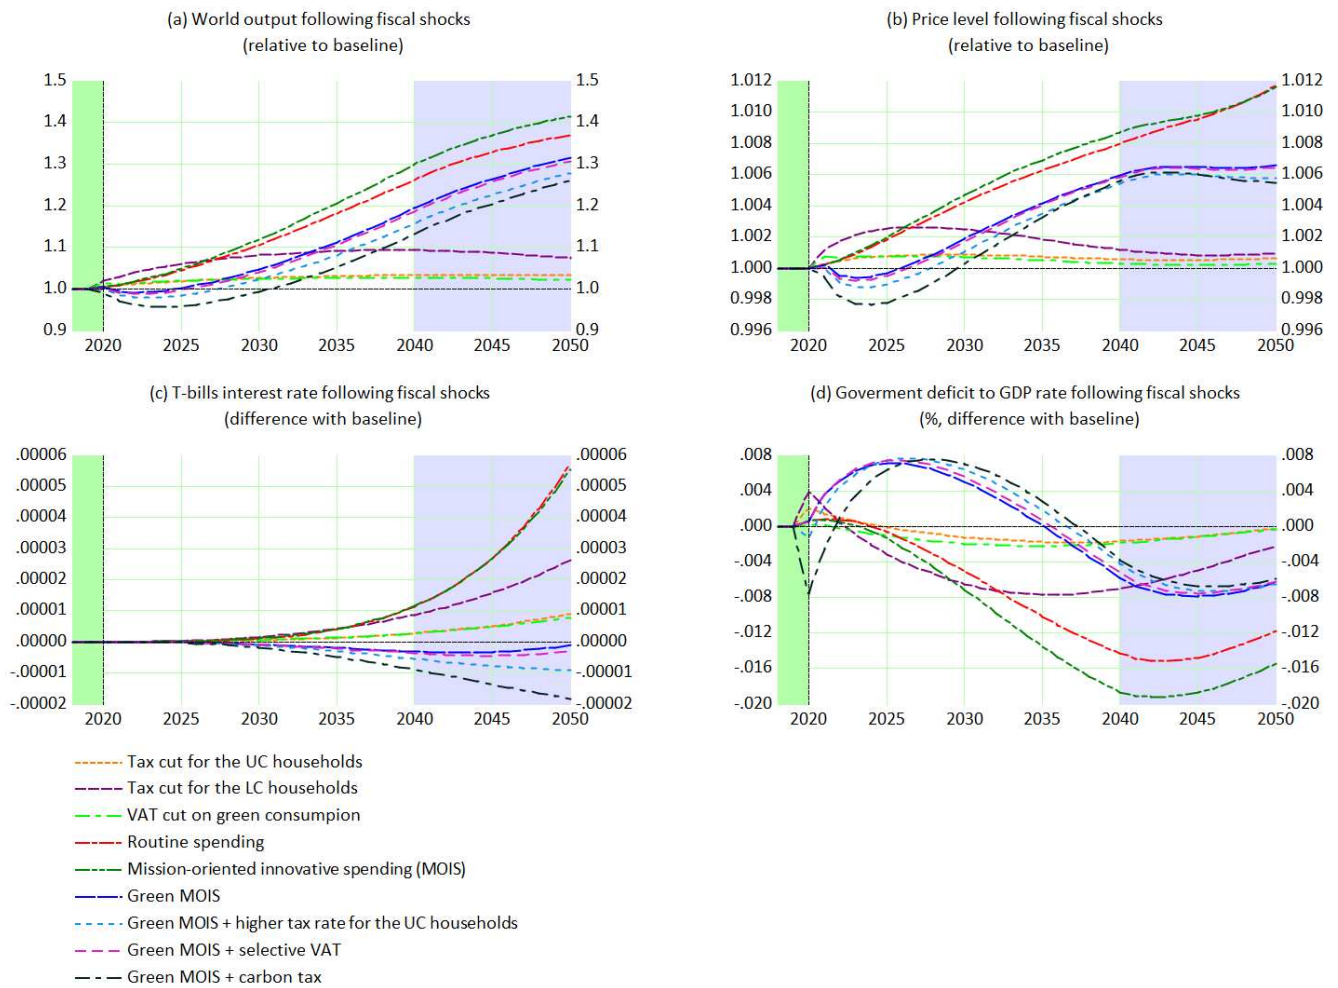 (a) World output following fiscal shocks
(relative to baseline)
1.5 1.5
1.4 1.4
1.3 1.3
1.2 1.2
1.1 1.1
1.0 1.0
0.9 0.9
2020 2025 2030 2035 2040 2045 2050
(b) Price level following fiscal shocks
(relative to baseline)
1.012 1.012
1.010 1.010
1.008 1.008
1.006 1.006
1.004 1.004
1.002 1.002
1.000 1.000
0.998 0.998
0.996 0.996
2020 2025 2030 2035 2040 2045 2050
(c) T-bills interest rate following fiscal shocks
(difference with baseline)
.00006 .00006
.00005 .00005
.00004 .00004
.00003 .00003
.00002 .00002
.00001 .00001
.00000 .00000
-.00001 -.00001
-.00002 -.00002
2020 2025 2030 2035 2040 2045 2050
(d) Goverment deficit to GDP rate following fiscal shocks
(%, difference with baseline)
.008 .008
.004 .004
.000 .000
-.004 -.004
-.008 -.008
-.012 -.012
-.016 -.016
-.020 -.020
2020 2025 2030 2035 2040 2045 2050
Tax cut for the UC households
Tax cut for the LC households
VAT cut on green consumpion
Routine spending
Mission-oriented innovative spending (MOIS)
Green MOIS
Green MOIS + higher tax rate for the UC households
Green MOIS + selective VAT
Green MOIS + carbon tax